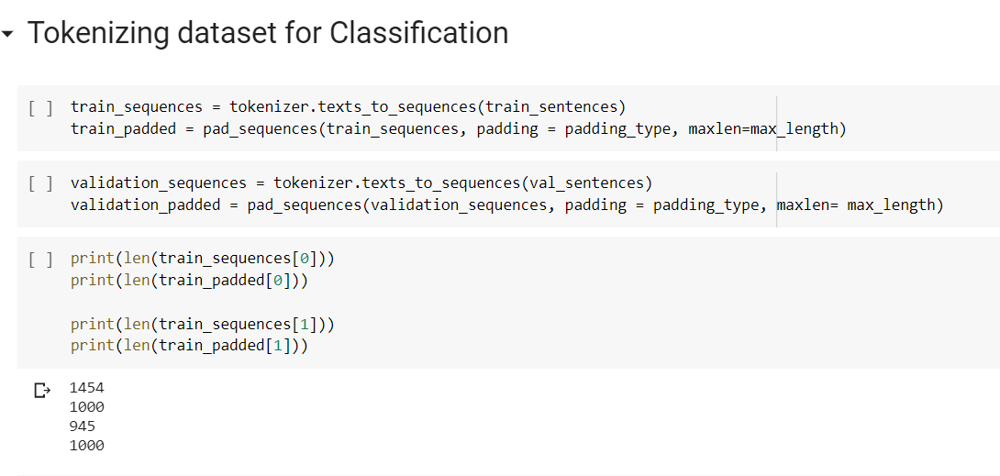 Tokenizing dataset for Classification
[ ] train_sequences = tokenizer.texts_to_sequences(train_sentences)
train_padded = pad_sequences(train_sequences, padding = padding_type, maxlen=max_length)
[ ] validation_sequences = tokenizer.texts_to_sequences(val_sentences)
validation_padded = pad_sequences(validation_sequences, padding = padding_type, maxlen= max_length)
[ ] print(len(train_sequences[0]))
print(len(train_padded[0]))
print(len(train_sequences[1]))
print(len(train_padded[1]))
1454
1000
945
1000